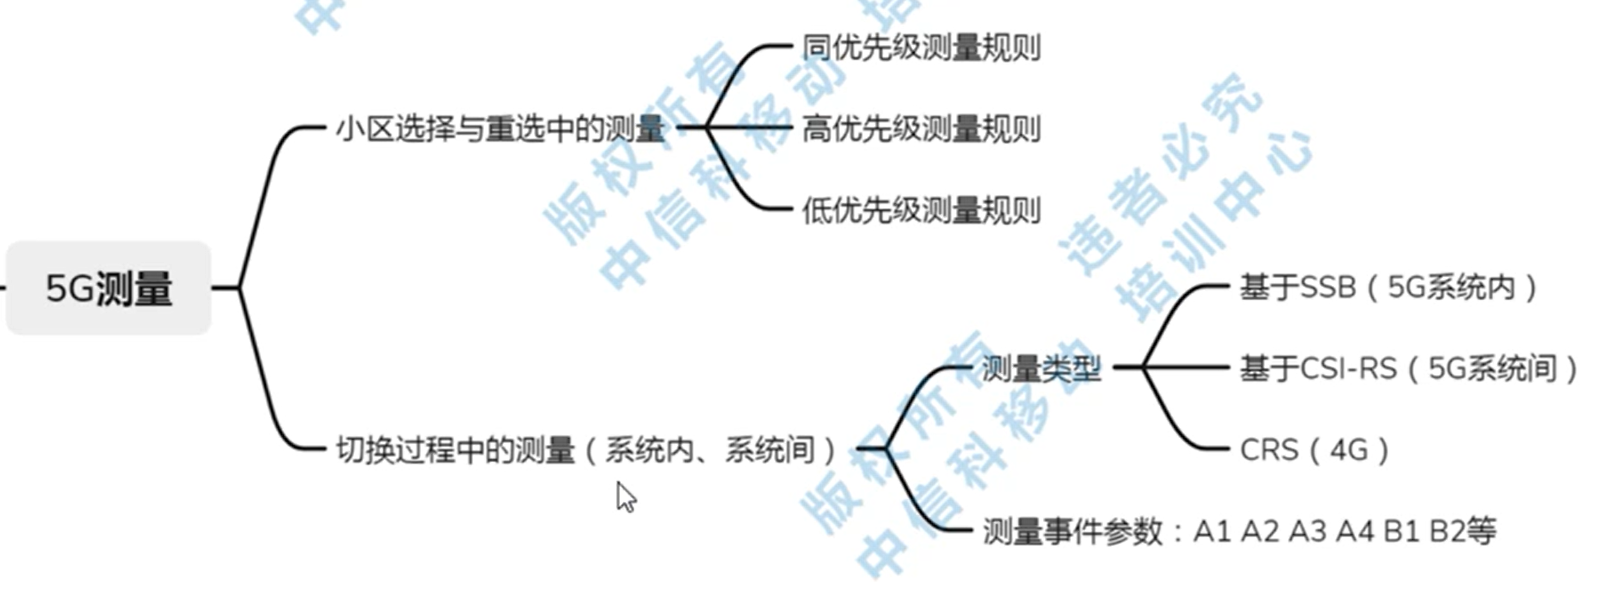 同优先级测量规则
小区选择与重选中的测量
高优先级测量规则
低优先级测量规则
5G测量
基于SSB（5G系统内）
测量类型
基于CSI-RS（5G系统间）
切换过程中的测量（系统内、系统间）
CRS（4G）
测量事件参数：A1 A2 A3 A4 B1 B2等
中
培
版权所有
中信科移动
违者必究
培训中心
版权所有
中信科移动